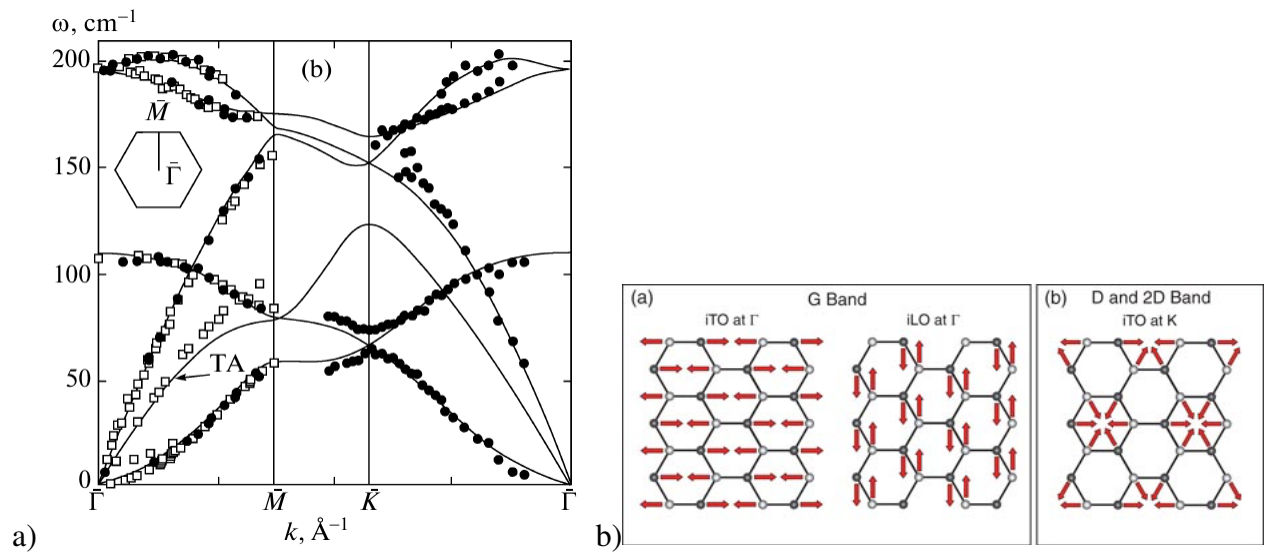 ω, cm⁻¹
200
150
100
50
0
(b)
M̄
Γ̄
TA
Γ̄
M̄
K̄
Γ̄
k, Å⁻¹
a)
(a)
G Band
iTO at Γ
iLO at Γ
(b)
D and 2D Band
iTO at K
b)